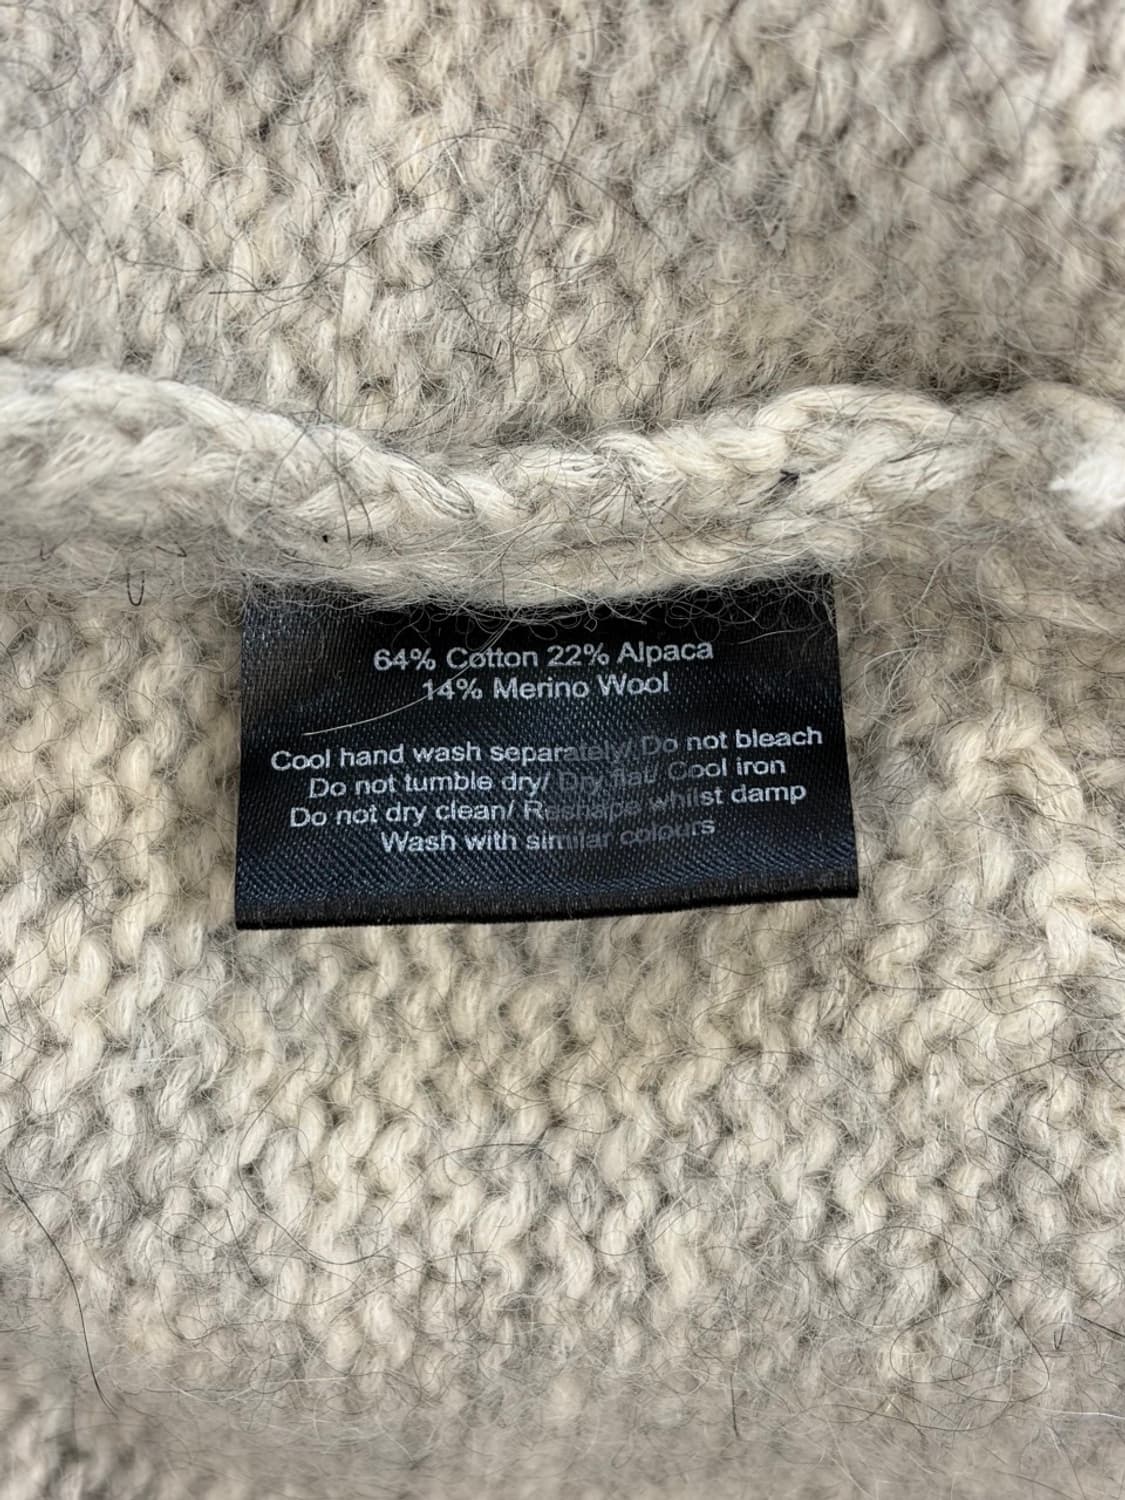 64% Cotton 22% Alpaca
14% Merino Wool
Cool hand wash separately/ Do not bleach
Do not tumble dry/ Dry flat/ Cool iron
Do not dry clean/ Reshape whilst damp
Wash with similar colours